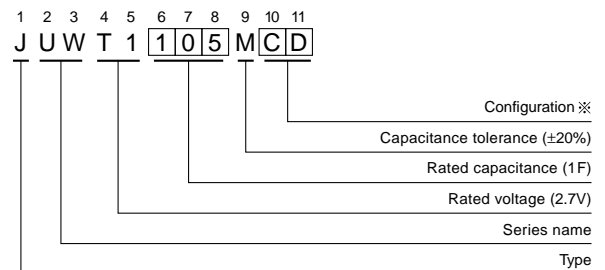 1 2 3 4 5 6 7 8 9 10 11
J U W T 1 1 0 5 M C D
Configuration ※
Capacitance tolerance (±20%)
Rated capacitance (1F)
Rated voltage (2.7V)
Series name
Type